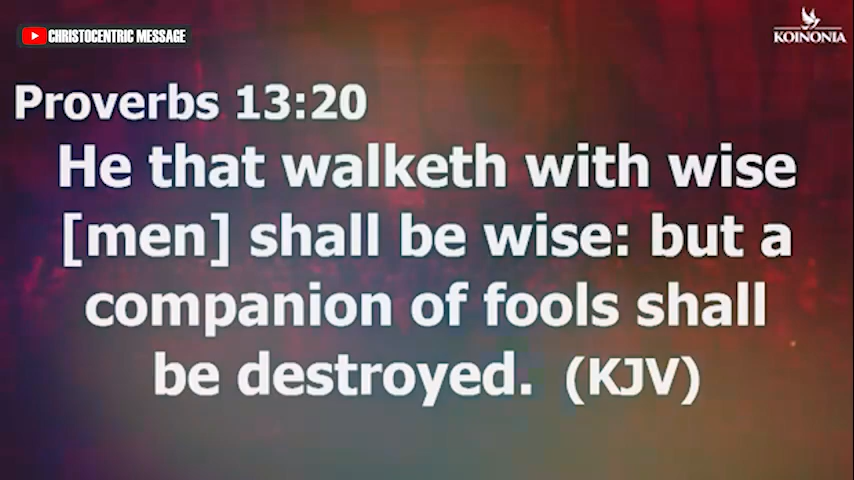 CHRISTOCENTRIC MESSAGE
KOINONIA
Proverbs 13:20
He that walketh with wise
[men] shall be wise: but a
companion of fools shall
be destroyed. (KJV)